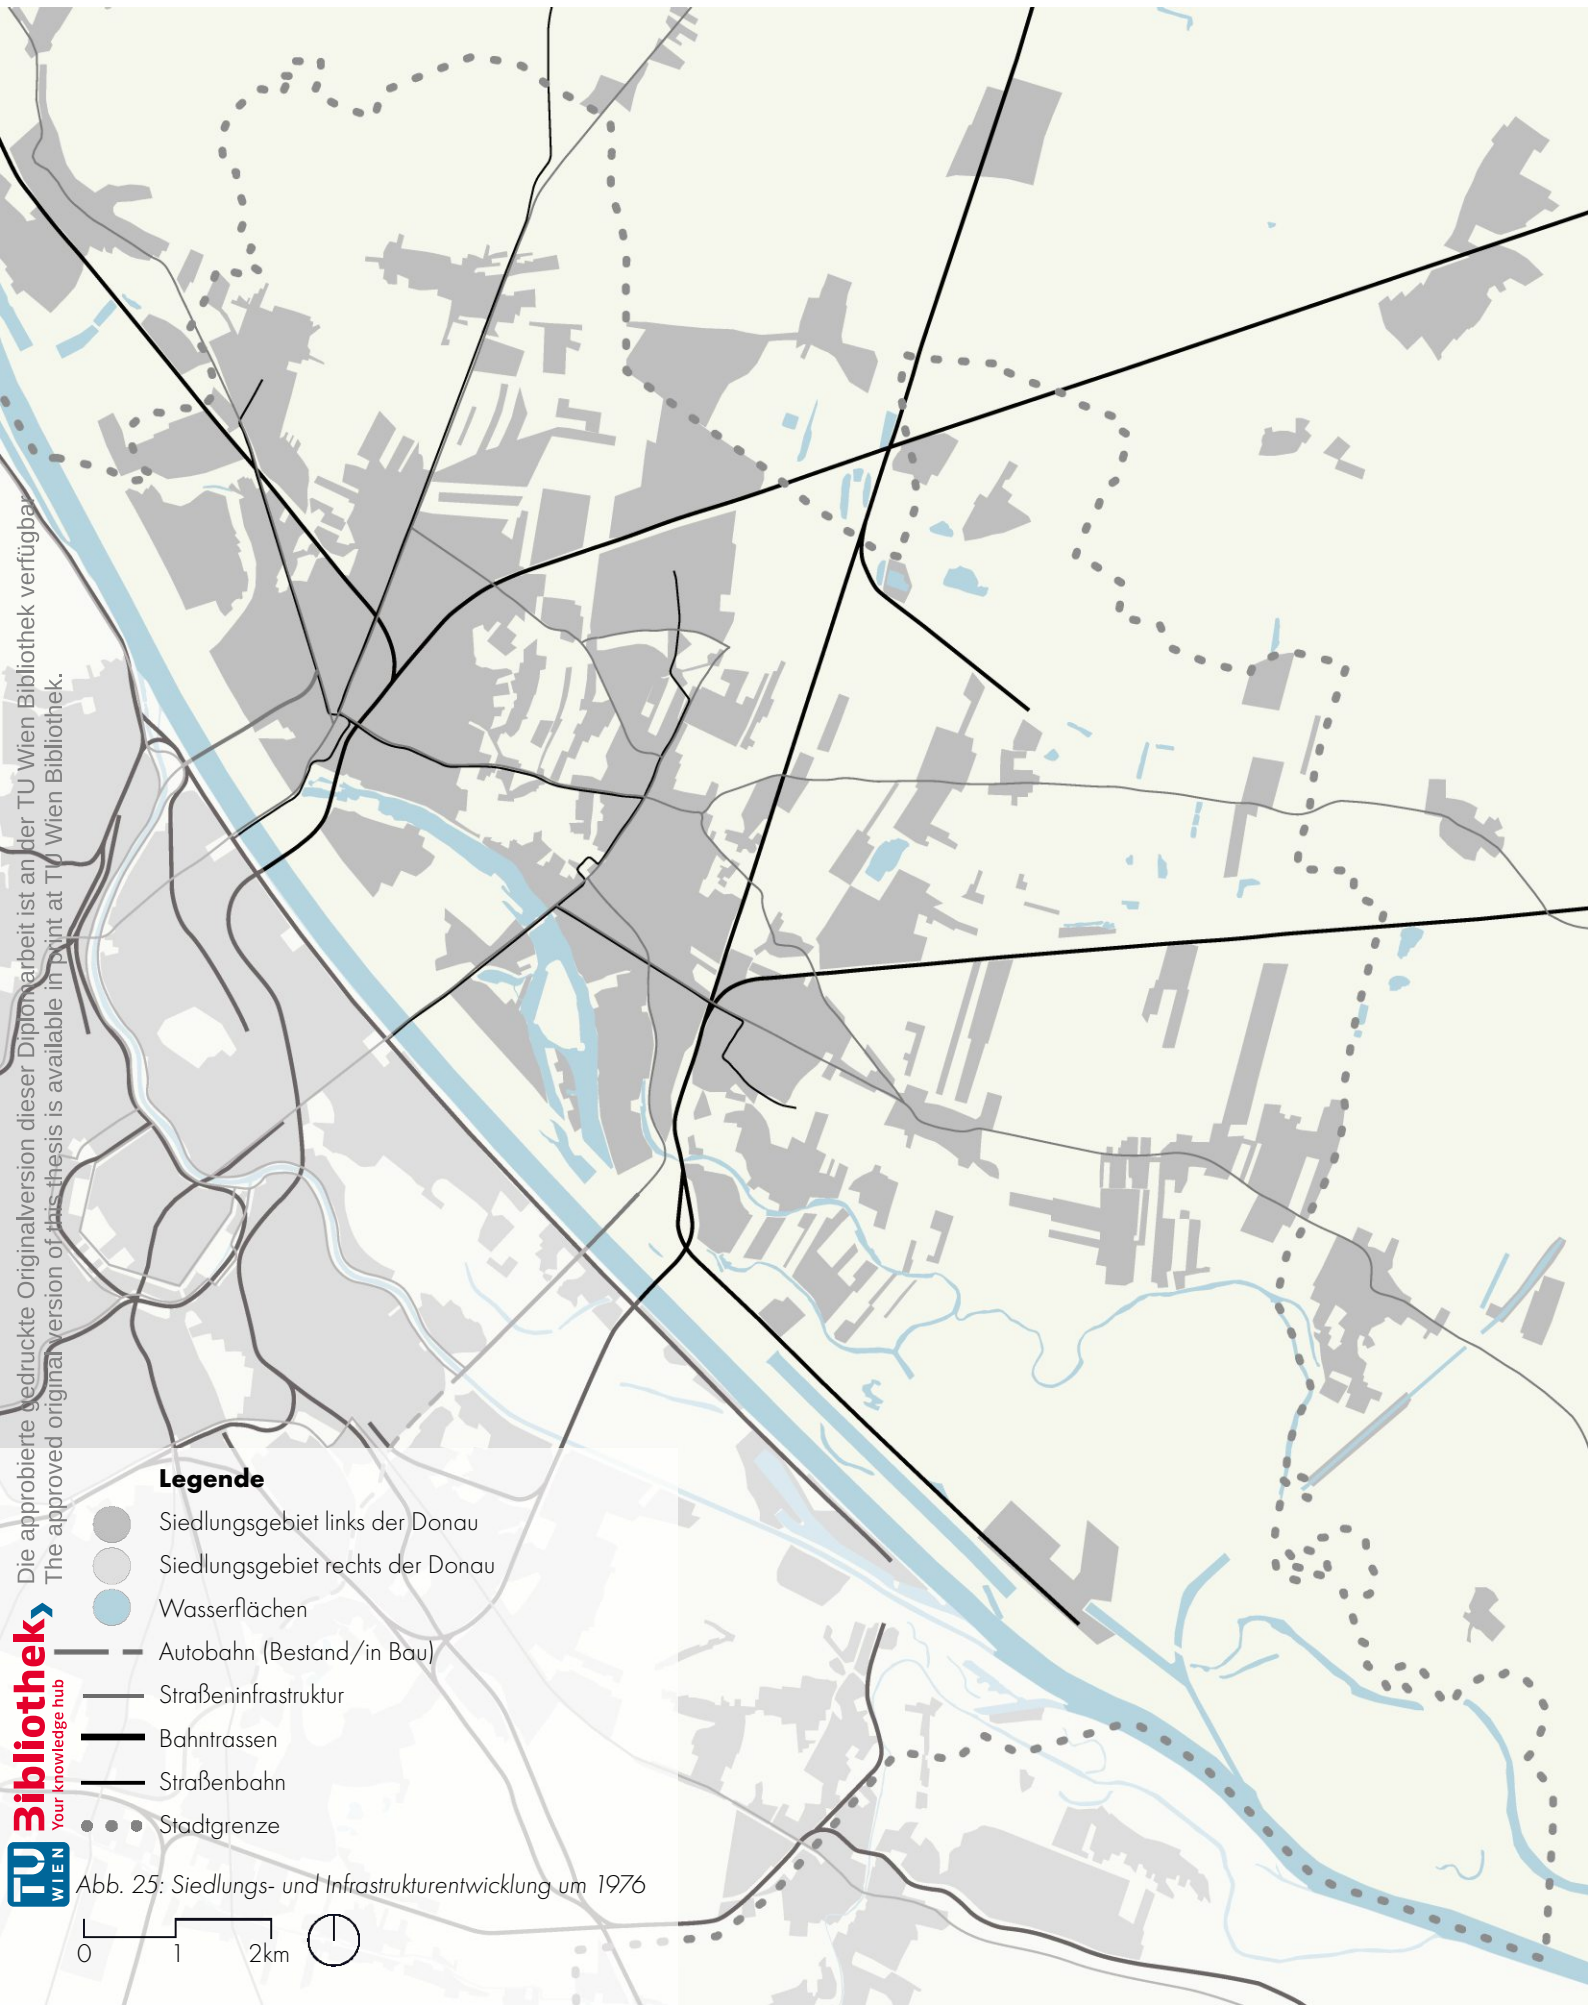 Die approbierte gedruckte Originalversion dieser Diplomarbeit ist an der TU Wien Bibliothek verfügbar
The approved original version of this thesis is available in print at TU Wien Bibliothek.
Legende
Siedlungsgebiet links der Donau
Siedlungsgebiet rechts der Donau
Wasserflächen
Autobahn (Bestand/in Bau)
Straßeninfrastruktur
Bahntrassen
Straßenbahn
Stadtgrenze
Abb. 25: Siedlungs- und Infrastrukturentwicklung um 1976
0 1 2km
Bibliothek
Your knowledge hub
TU WIEN